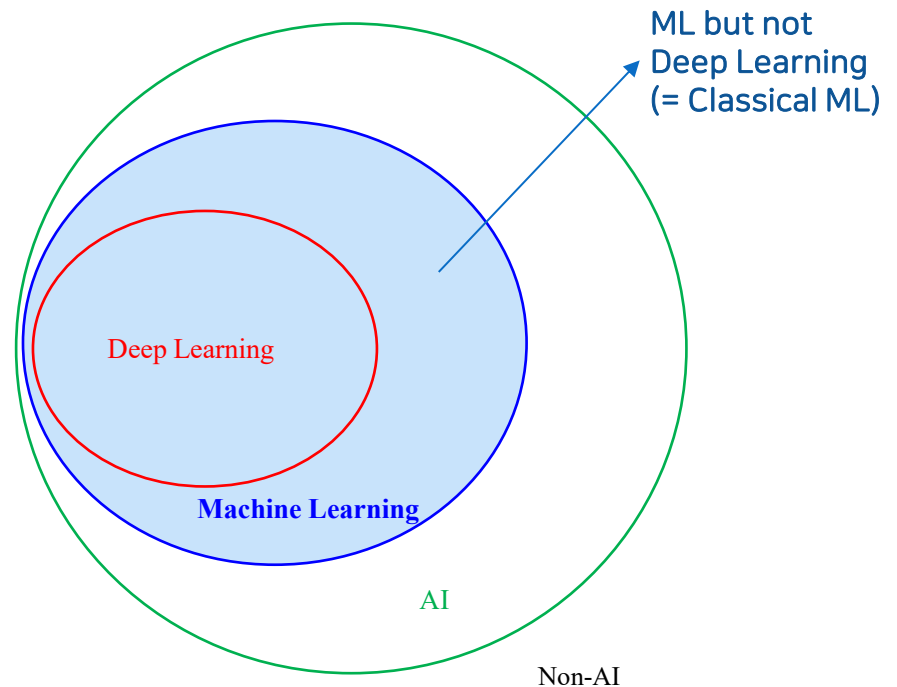 ML but not
Deep Learning
(= Classical ML)
Deep Learning
Machine Learning
AI
Non-AI